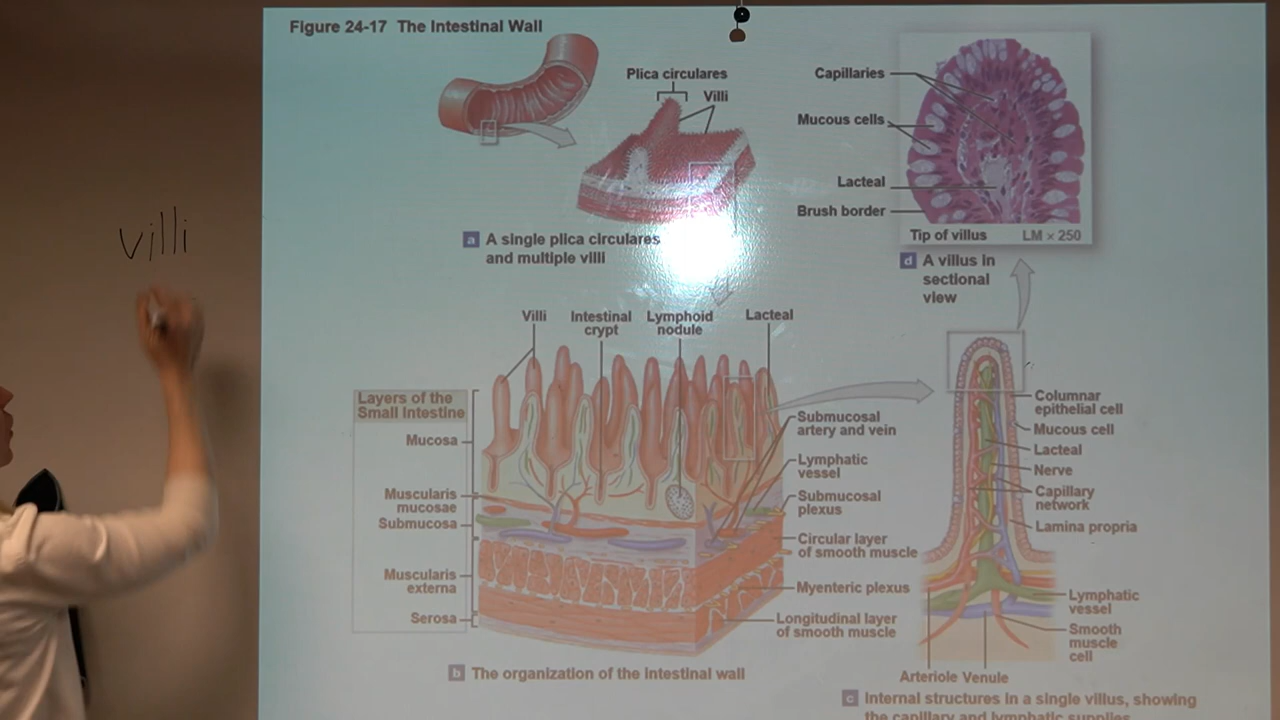 Figure 24-17 The Intestinal Wall
villi
Plica circulares
Villi
a A single plica circulares
and multiple villi
Capillaries
Mucous cells
Lacteal
Brush border
Tip of villus LM × 250
d A villus in
sectional
view
Villi
Intestinal
crypt
Lymphoid
nodule
Lacteal
Layers of the
Small Intestine
Mucosa
Muscularis
mucosae
Submucosa
Muscularis
externa
Serosa
Submucosal
artery and vein
Lymphatic
vessel
Submucosal
plexus
Circular layer
of smooth muscle
Myenteric plexus
Longitudinal layer
of smooth muscle
b The organization of the intestinal wall
Columnar
epithelial cell
Mucous cell
Lacteal
Nerve
Capillary
network
Lamina propria
Lymphatic
vessel
Smooth
muscle
cell
Arteriole Venule
c Internal structures in a single villus, showing
the capillary and lymphatic supplies